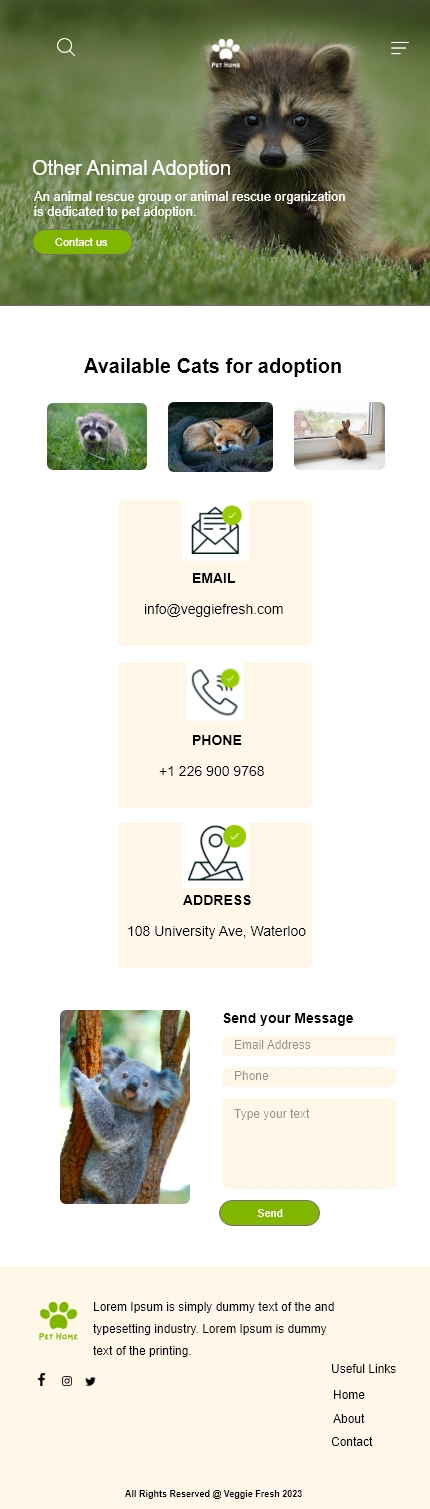 PET HOME
Other Animal Adoption
An animal rescue group or animal rescue organization
is dedicated to pet adoption.
Contact us
Available Cats for adoption
EMAIL
info@veggiefresh.com
PHONE
+1 226 900 9768
ADDRESS
108 University Ave, Waterloo
Send your Message
Email Address
Phone
Type your text
Send
PET HOME
Lorem Ipsum is simply dummy text of the and
typesetting industry. Lorem Ipsum is dummy
text of the printing.
Useful Links
Home
About
Contact
All Rights Reserved @ Veggie Fresh 2023